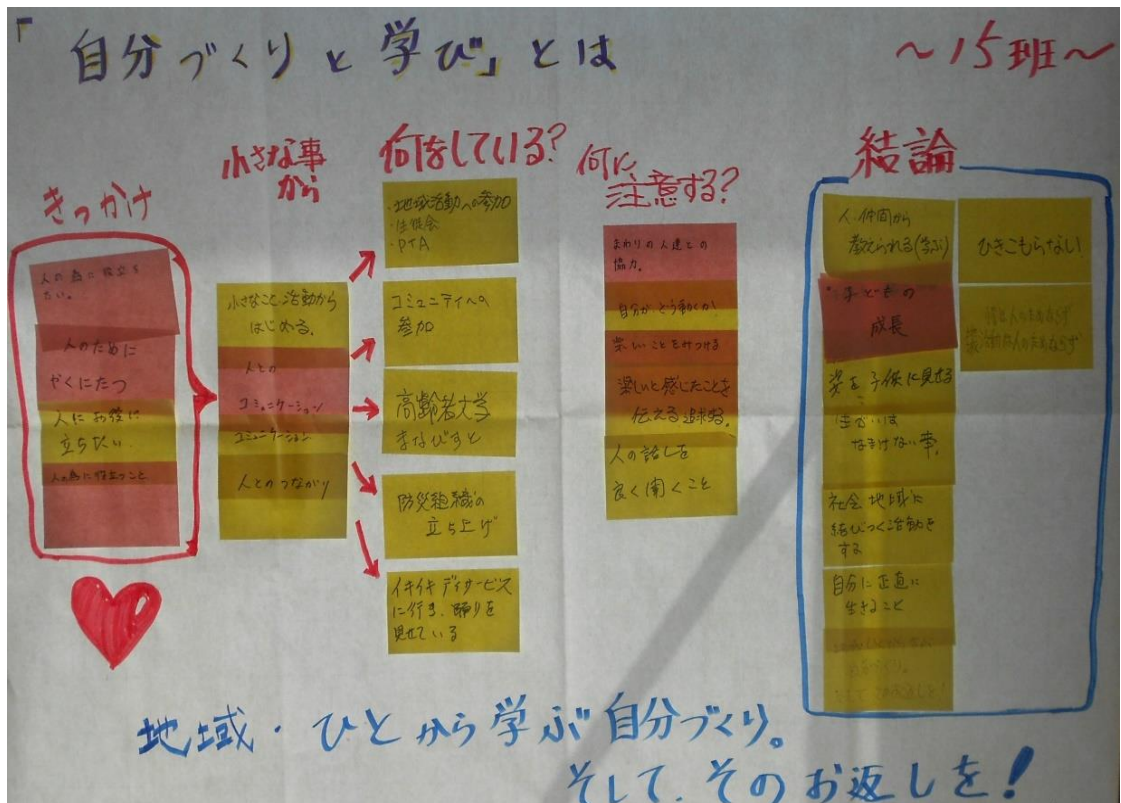 「自分づくりと学び」とは
～15班～
きっかけ
人の為に役立ちたい。
人のために
やくにたつ
人にお役に
立ちたい
人の為に役立つこと
小さな事
から
小さなこと、活動から
はじめる。
人との
コミュニケーション
コミュニケーション
人とのつながり
何をしている?
・地域活動への参加
・生徒会
・PTA
コミュニティへの
参加
高齢者大学
まなびすと
防災組織の
立ち上げ
イキイキデイサービス
に行き、踊りを
見せている
何に
注意する?
まわりの人達との
協力。
自分がどう動くか!
楽しいことをみつける
楽しいと感じたことを
伝える 追求する。
人の話しを
良く聞くこと
結論
人・仲間から
教えられる(学ぶ)
子どもの
成長
姿を子供に見せる
なまけない事。
社会 地域に
結びつく活動を
する
自分に正直に
生きること
ひきこもらない
地域・ひとから学ぶ自分づくり。
そして、そのお返しを!